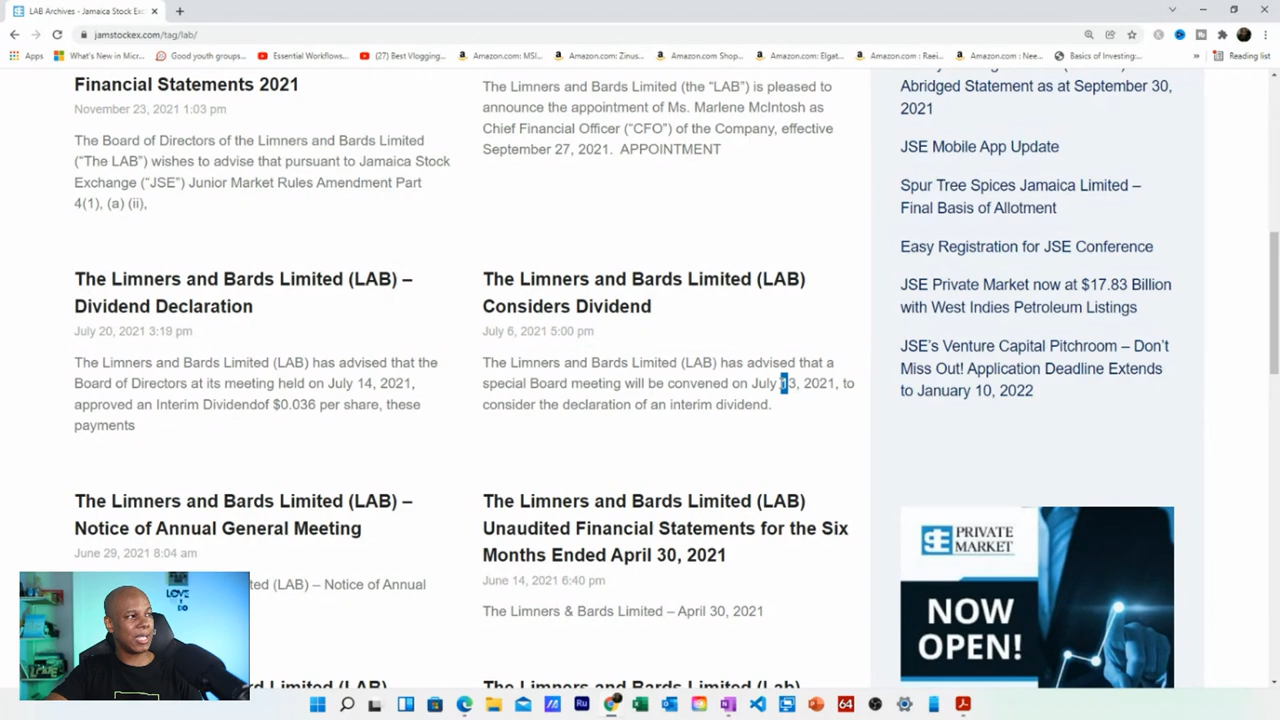 LAB Archives - Jamaica Stock Ex
jamstockex.com/tag/lab/
Apps
What's New in Micr...
Good youth groups...
Essential Workflows...
(27) Best Vlogging...
Amazon.com: MSI...
Amazon.com: Zinus...
Amazon.com Shop...
Amazon.com: Elgat...
Amazon.com : Raei...
Amazon.com : Nee...
Basics of Investing:...
Reading list
Financial Statements 2021
November 23, 2021 1:03 pm
The Board of Directors of the Limners and Bards Limited
(“The LAB”) wishes to advise that pursuant to Jamaica Stock
Exchange (“JSE”) Junior Market Rules Amendment Part
4(1), (a) (ii),
The Limners and Bards Limited (the “LAB”) is pleased to
announce the appointment of Ms. Marlene McIntosh as
Chief Financial Officer (“CFO”) of the Company, effective
September 27, 2021. APPOINTMENT
The Limners and Bards Limited (LAB) –
Dividend Declaration
July 20, 2021 3:19 pm
The Limners and Bards Limited (LAB) has advised that the
Board of Directors at its meeting held on July 14, 2021,
approved an Interim Dividendof $0.036 per share, these
payments
The Limners and Bards Limited (LAB)
Considers Dividend
July 6, 2021 5:00 pm
The Limners and Bards Limited (LAB) has advised that a
special Board meeting will be convened on July 13, 2021, to
consider the declaration of an interim dividend.
The Limners and Bards Limited (LAB) –
Notice of Annual General Meeting
June 29, 2021 8:04 am
ted (LAB) – Notice of Annual
The Limners and Bards Limited (LAB)
Unaudited Financial Statements for the Six
Months Ended April 30, 2021
June 14, 2021 6:40 pm
The Limners & Bards Limited – April 30, 2021
Abridged Statement as at September 30,
2021
JSE Mobile App Update
Spur Tree Spices Jamaica Limited –
Final Basis of Allotment
Easy Registration for JSE Conference
JSE Private Market now at $17.83 Billion
with West Indies Petroleum Listings
JSE’s Venture Capital Pitchroom – Don’t
Miss Out! Application Deadline Extends
to January 10, 2022
PRIVATE
MARKET
NOW
OPEN!
LOVE
DO
Ru
64